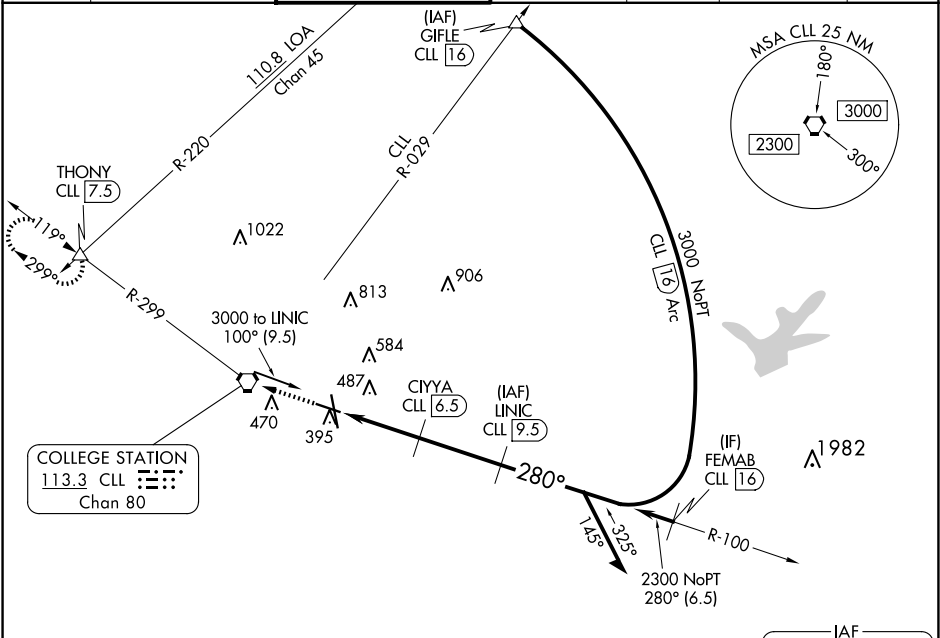 (IAF)
GIFLE
CLL 16
MSA CLL 25 NM
180°
3000
2300
300°
110.8 LOA
Chan 45
R-220
CLL
R-029
THONY
CLL 7.5
119°
299°
1022
R-299
813
906
3000 NoPT
CLL 16 Arc
3000 to LINIC
100° (9.5)
584
487
CIYYA
CLL 6.5
(IAF)
LINIC
CLL 9.5
470
395
COLLEGE STATION
113.3 CLL
Chan 80
280°
(IF)
FEMAB
CLL 16
1982
145°
325°
R-100
2300 NoPT
280° (6.5)
IAF